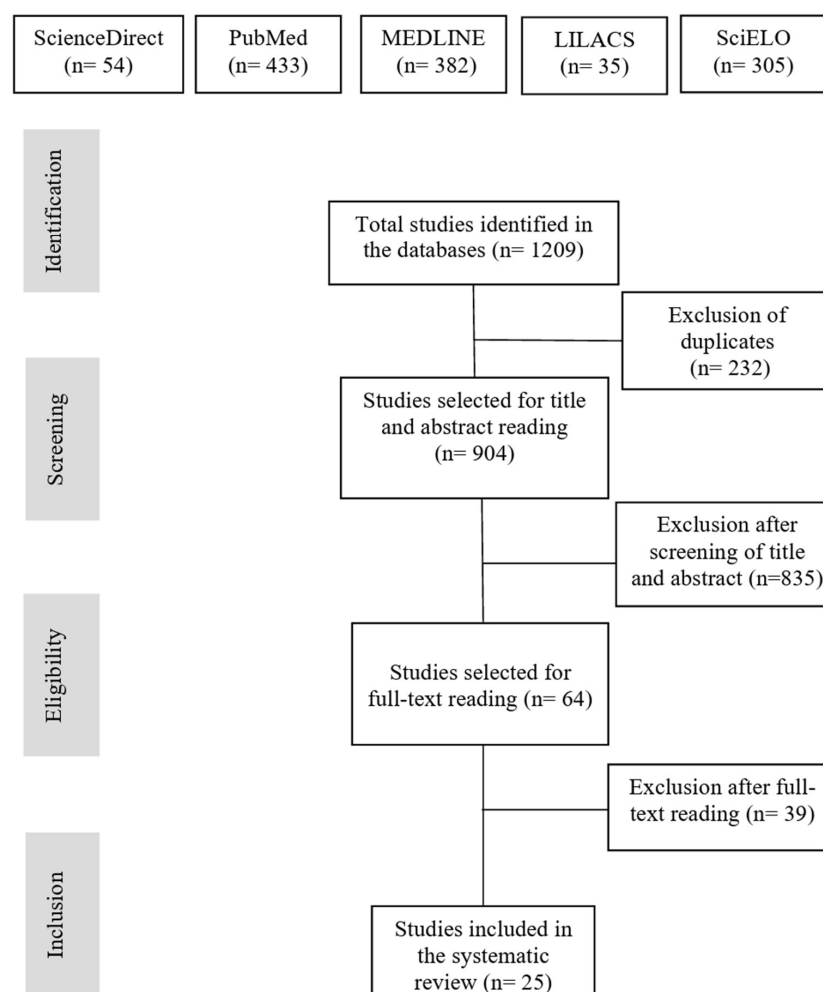 ScienceDirect
(n= 54)
PubMed
(n= 433)
MEDLINE
(n= 382)
LILACS
(n= 35)
SciELO
(n= 305)
Identification
Total studies identified in
the databases (n= 1209)
Exclusion of
duplicates
(n= 232)
Screening
Studies selected for title
and abstract reading
(n= 904)
Exclusion after
screening of title
and abstract (n=835)
Eligibility
Studies selected for
full-text reading (n= 64)
Exclusion after full-
text reading (n= 39)
Inclusion
Studies included in
the systematic
review (n= 25)